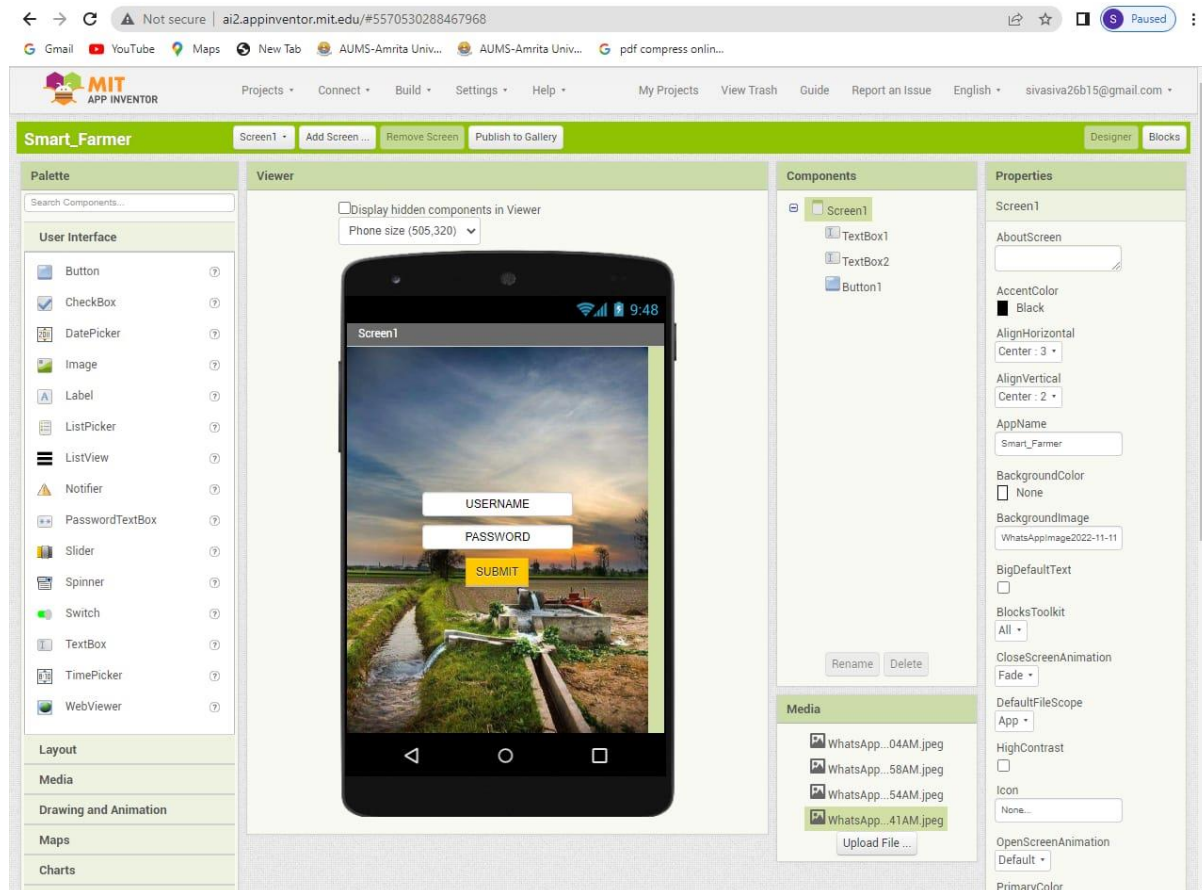 Not secure | ai2.appinventor.mit.edu/#5570530288467968
S Paused
Gmail YouTube Maps New Tab AUMS-Amrita Univ... AUMS-Amrita Univ... pdf compress onlin...
MIT
APP INVENTOR
Projects Connect Build Settings Help My Projects View Trash Guide Report an Issue English sivasiva26b15@gmail.com
Smart_Farmer
Screen1 Add Screen ... Remove Screen Publish to Gallery Designer Blocks
Palette
Search Components...
User Interface
Button
CheckBox
DatePicker
Image
Label
ListPicker
ListView
Notifier
PasswordTextBox
Slider
Spinner
Switch
TextBox
TimePicker
WebViewer
Layout
Media
Drawing and Animation
Maps
Charts
Viewer
Display hidden components in Viewer
Phone size (505,320)
9:48
Screen1
USERNAME
PASSWORD
SUBMIT
Components
Screen1
TextBox1
TextBox2
Button1
Rename Delete
Media
WhatsApp...04AM.jpeg
WhatsApp...58AM.jpeg
WhatsApp...54AM.jpeg
WhatsApp...41AM.jpeg
Upload File ...
Properties
Screen1
AboutScreen
AccentColor
Black
AlignHorizontal
Center : 3
AlignVertical
Center : 2
AppName
Smart_Farmer
BackgroundColor
None
BackgroundImage
WhatsAppImage2022-11-11
BigDefaultText
BlocksToolkit
All
CloseScreenAnimation
Fade
DefaultFileScope
App
HighContrast
Icon
None...
OpenScreenAnimation
Default
PrimaryColor